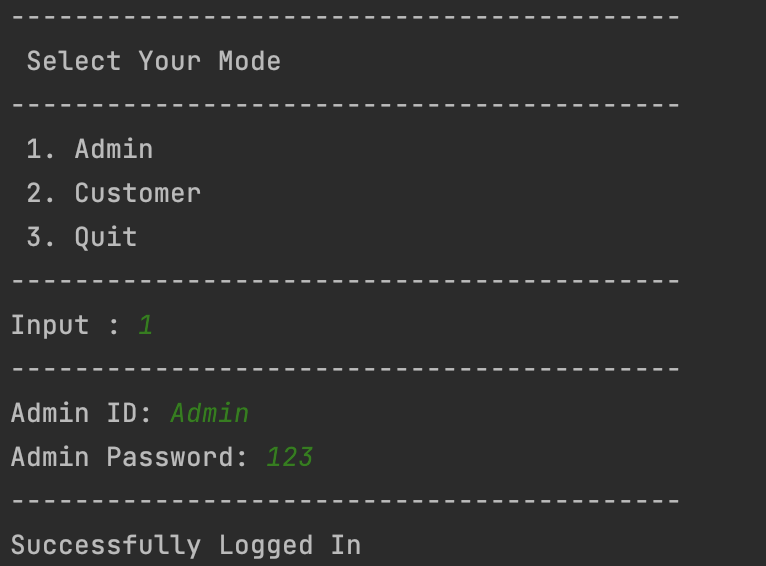 ------------------------------------------
Select Your Mode
------------------------------------------
1. Admin
2. Customer
3. Quit
------------------------------------------
Input : 1
------------------------------------------
Admin ID: Admin
Admin Password: 123
------------------------------------------
Successfully Logged In